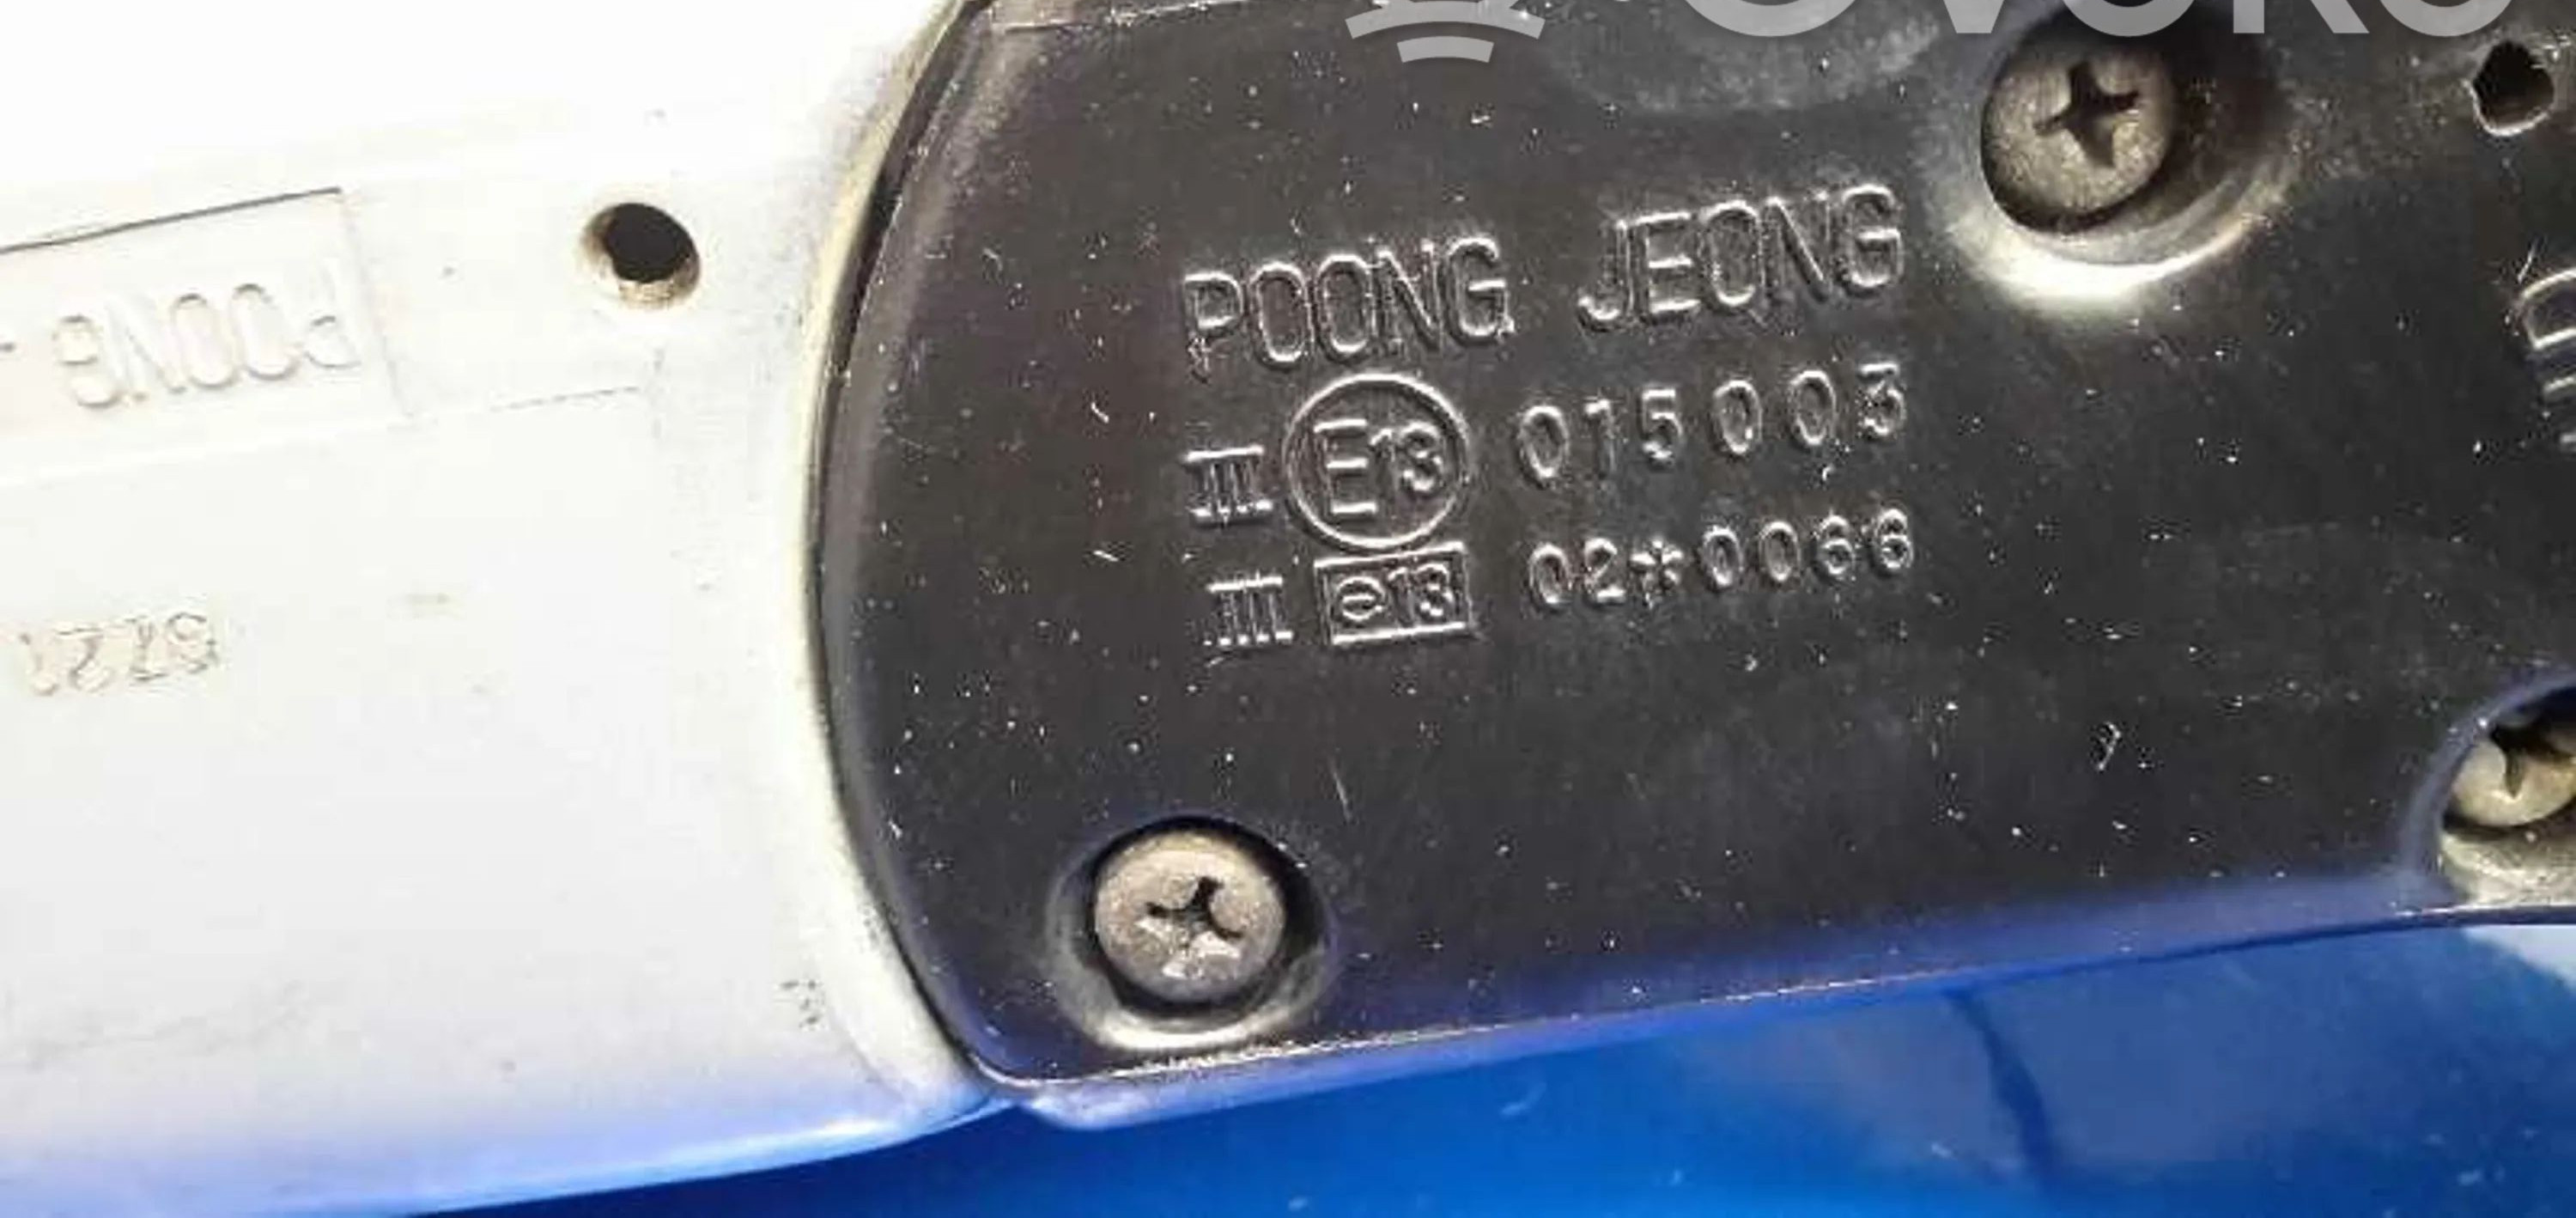 POONG JEONG
III E13 015003
III e13 02*0066
POONG